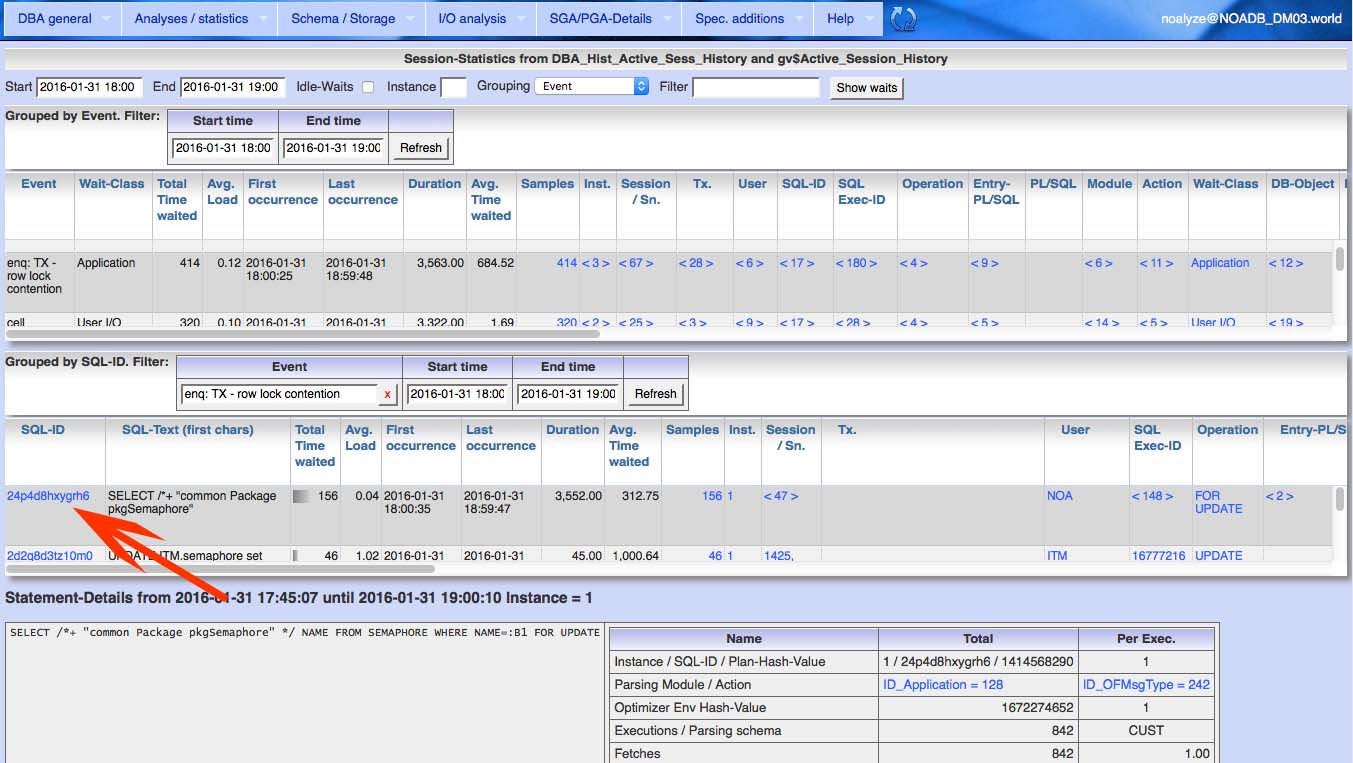 DBA general Analyses / statistics Schema / Storage I/O analysis SGA/PGA-Details Spec. additions Help noalyze@NOADB_DM03.world
Session-Statistics from DBA_Hist_Active_Sess_History and gv$Active_Session_History
Start 2016-01-31 18:00 End 2016-01-31 19:00 Idle-Waits Instance Grouping Event Filter Show waits
Grouped by Event. Filter: Start time End time
2016-01-31 18:00 2016-01-31 19:00 Refresh
Event Wait-Class Total Avg. First Last Duration Avg. Samples Inst. Session Tx. User SQL-ID SQL Operation Entry- PL/SQL Module Action Wait-Class DB-Object
Time Load occurrence occurrence Time / Sn. Exec-ID PL/SQL
waited waited
enq: TX - Application 414 0.12 2016-01-31 2016-01-31 3,563.00 684.52 414 < 3 > < 67 > < 28 > < 6 > < 17 > < 180 > < 4 > < 9 > < 6 > < 11 > Application < 12 >
row lock 18:00:25 18:59:48
contention
cell User I/O 320 0.10 2016-01-31 2016-01-31 3,322.00 1.69 320 < 2 > < 25 > < 3 > < 9 > < 17 > < 28 > < 4 > < 5 > < 14 > < 5 > User I/O < 19 >
Grouped by SQL-ID. Filter: Event Start time End time
enq: TX - row lock contention x 2016-01-31 18:00 2016-01-31 19:00 Refresh
SQL-ID SQL-Text (first chars) Total Avg. First Last Duration Avg. Samples Inst. Session Tx. User SQL Operation Entry-PL/S
Time Load occurrence occurrence Time / Sn. Exec-ID
waited waited
24p4d8hxygrh6 SELECT /*+ "common Package 156 0.04 2016-01-31 2016-01-31 3,552.00 312.75 156 1 < 47 > NOA < 148 > FOR < 2 >
pkgSemaphore" 18:00:35 18:59:47 UPDATE
2d2q8d3tz10m0 UPDATE ITM.semaphore set 46 1.02 2016-01-31 2016-01-31 45.00 1,000.64 46 1 1425, ITM 16777216 UPDATE
Statement-Details from 2016-01-31 17:45:07 until 2016-01-31 19:00:10 Instance = 1
SELECT /*+ "common Package pkgSemaphore" */ NAME FROM SEMAPHORE WHERE NAME=:B1 FOR UPDATE
Name Total Per Exec.
Instance / SQL-ID / Plan-Hash-Value 1 / 24p4d8hxygrh6 / 1414568290 1
Parsing Module / Action ID_Application = 128 ID_OFMsgType = 242
Optimizer Env Hash-Value 1672274652 1
Executions / Parsing schema 842 CUST
Fetches 842 1.00